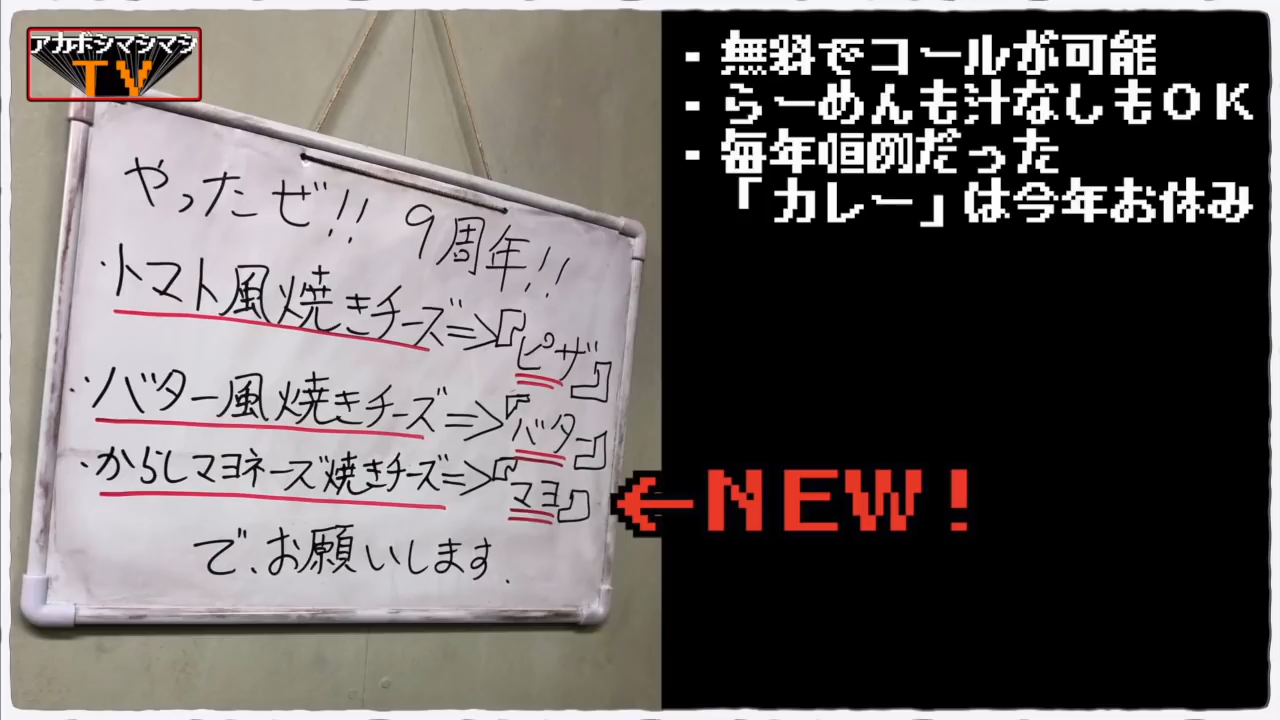 アカボシマシマシ
TV
やったぜ!! 9周年!!
・トマト風焼きチーズ=>『ピザ』
・バター風焼きチーズ=>『バター』
・からしマヨネーズ焼きチーズ=>『マヨ』
で、お願いします.
・無料でコールが可能
・らーめんも汁なしもOK
・毎年恒例だった
「カレー」は今年お休み
←NEW!